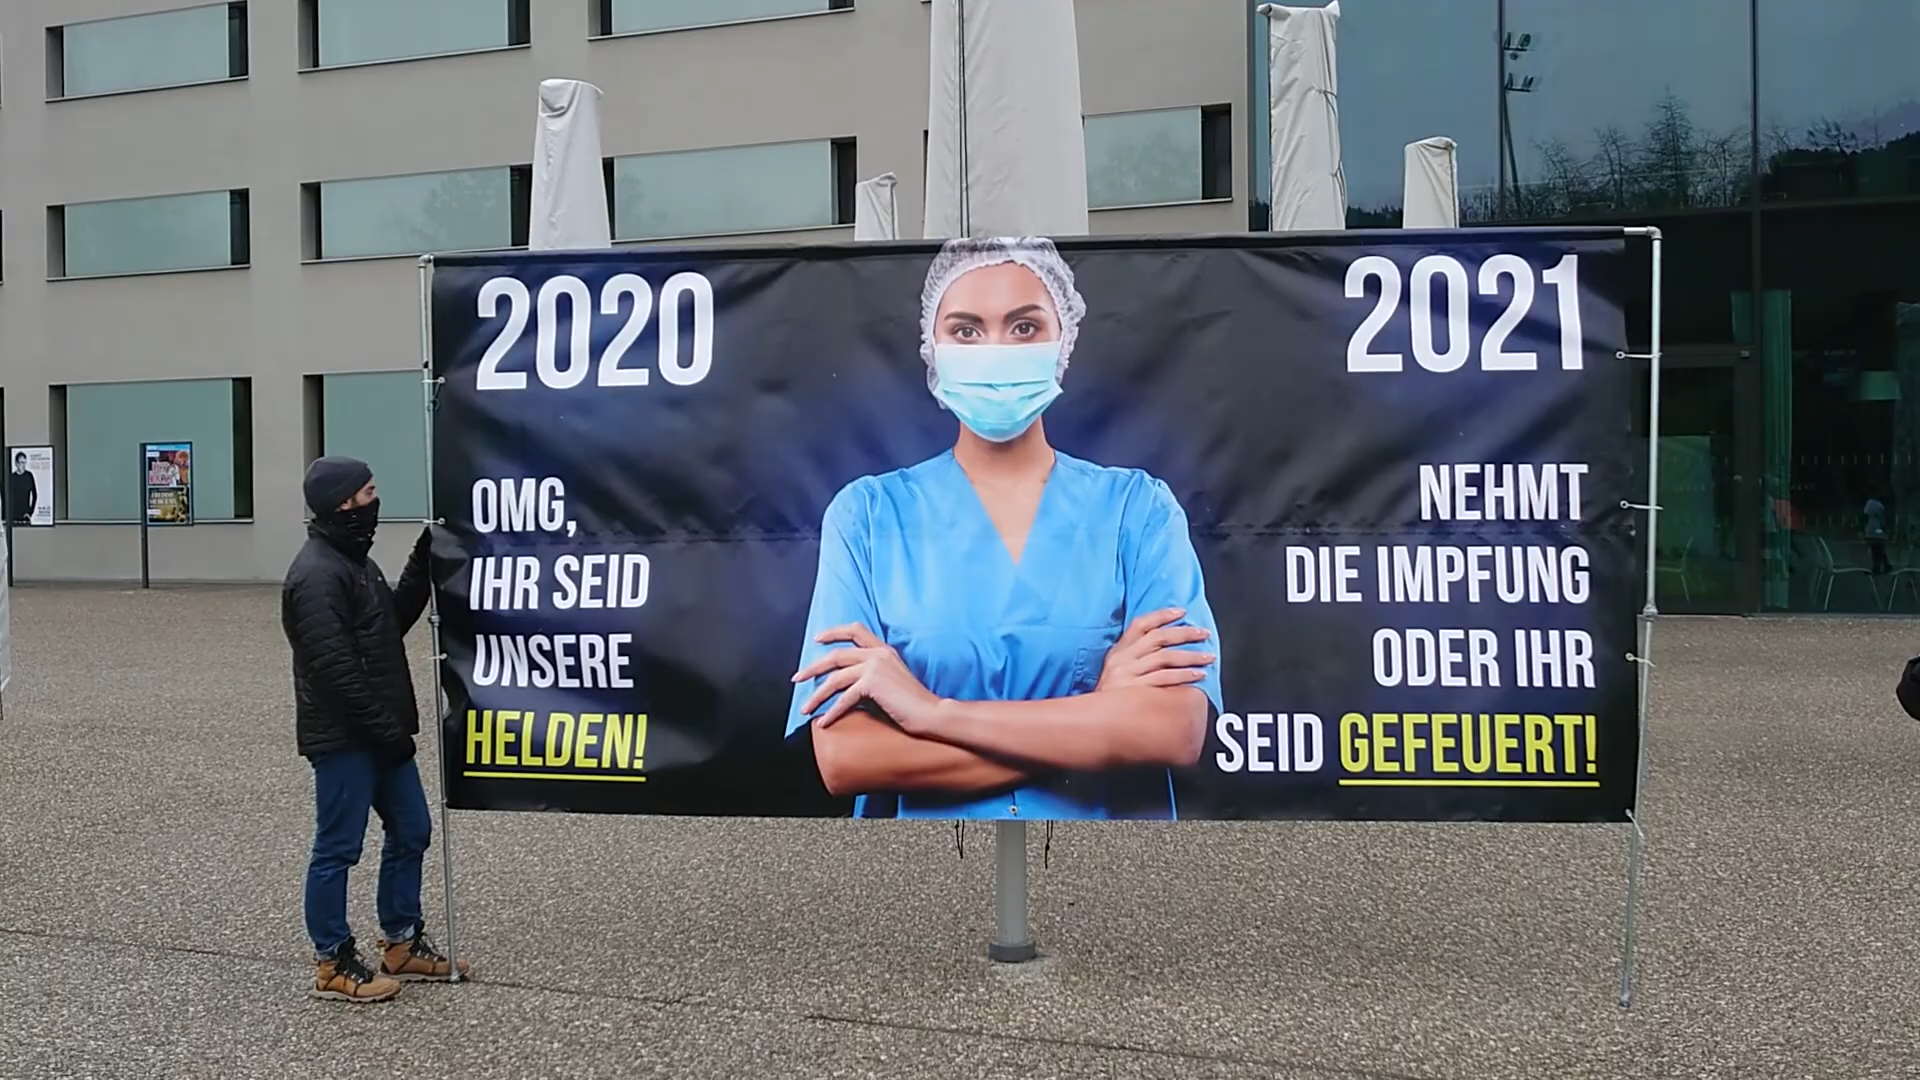 2020
OMG,
IHR SEID
UNSERE
HELDEN!
2021
NEHMT
DIE IMPFUNG
ODER IHR
SEID GEFEUERT!